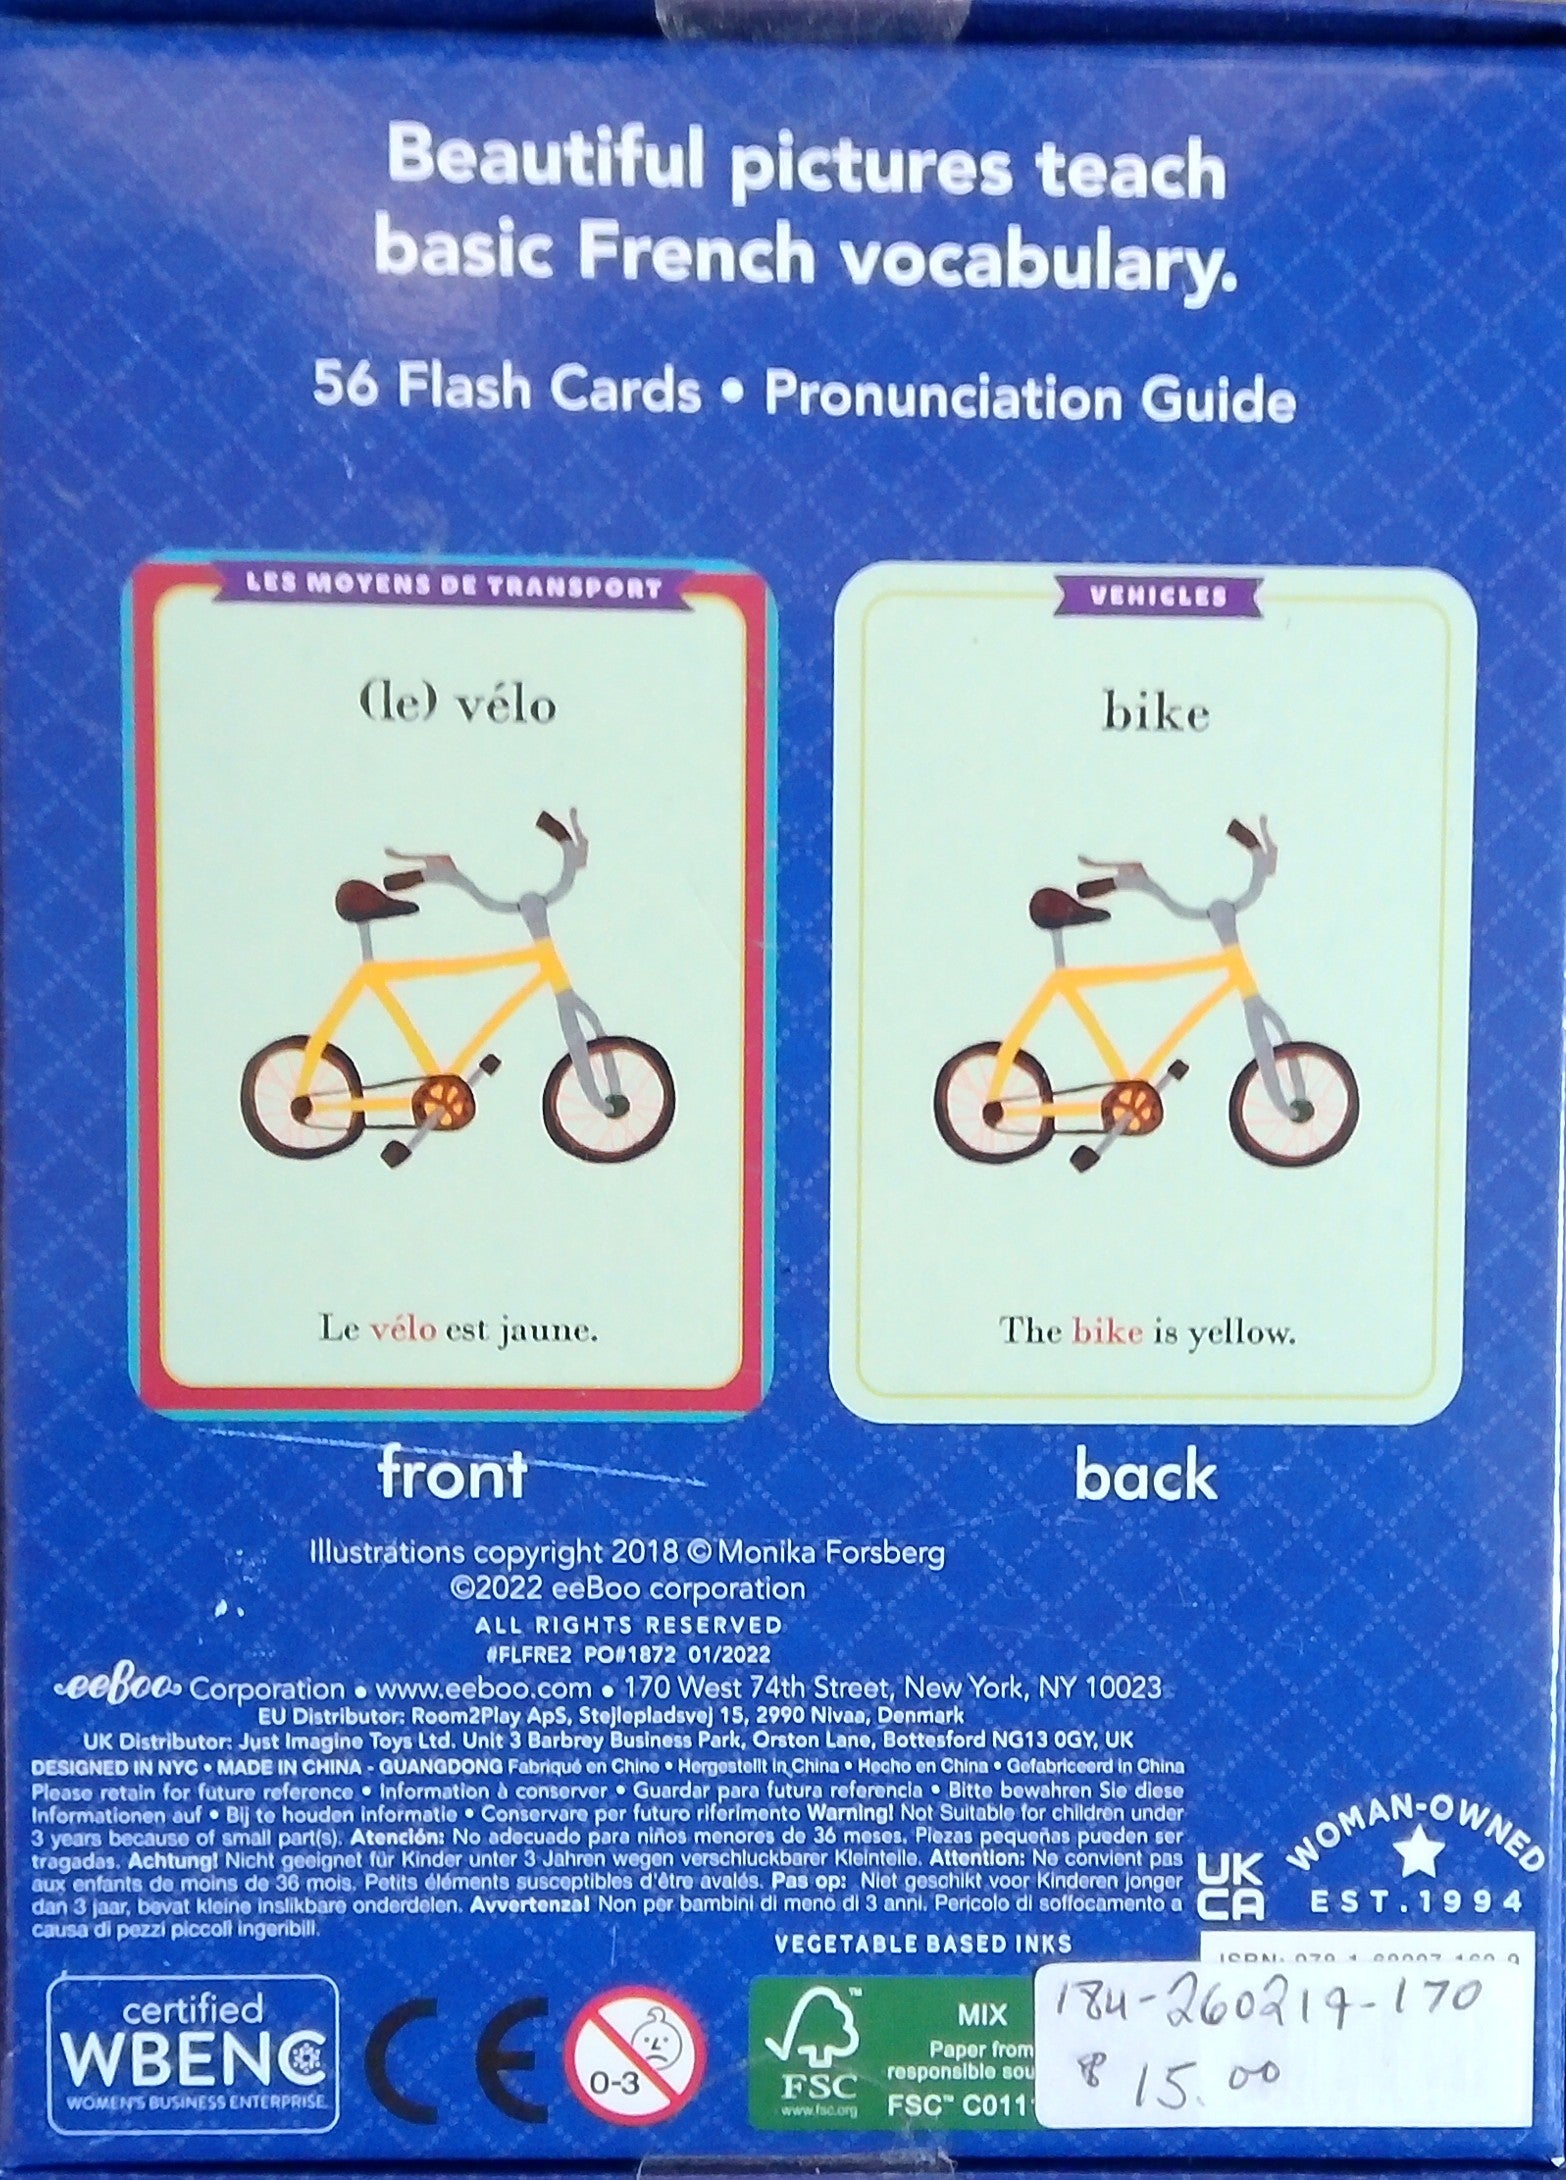 Beautiful pictures teach
basic French vocabulary.
56 Flash Cards • Pronunciation Guide
LES MOYENS DE TRANSPORT
(le) vélo
Le vélo est jaune.
front
VEHICLES
bike
The bike is yellow.
back
Illustrations copyright 2018 © Monika Forsberg
©2022 eeBoo corporation
ALL RIGHTS RESERVED
#FLFRE2 PO#1872 01/2022
eeBoo Corporation • www.eeboo.com • 170 West 74th Street, New York, NY 10023
EU Distributor: Room2Play ApS, Stejlepladsvej 15, 2990 Nivaa, Denmark
UK Distributor: Just Imagine Toys Ltd. Unit 3 Barbrey Business Park, Orston Lane, Bottesford NG13 0GY, UK
DESIGNED IN NYC • MADE IN CHINA - GUANGDONG Fabriqué en Chine • Hergestellt in China • Hecho en China • Gefabriceerd in China
Please retain for future reference • Information à conserver • Guardar para futura referencia • Bitte bewahren Sie diese
Informationen auf • Bij te houden informatie • Conservare per futuro riferimento Warning! Not Suitable for children under
3 years because of small part(s). Atención: No adecuado para niños menores de 36 meses. Piezas pequeñas pueden ser
tragadas. Achtung! Nicht geeignet für Kinder unter 3 Jahren wegen verschluckbarer Kleinteile. Attention: Ne convient pas
aux enfants de moins de 36 mois. Petits éléments susceptibles d'être avalés. Pas op: Niet geschikt voor Kinderen jonger
dan 3 jaar, bevat kleine inslikbare onderdelen. Avvertenza! Non per bambini di meno di 3 anni. Pericolo di soffocamento a
causa di pezzi piccoli ingeribili.
UK
CA
WOMAN-OWNED
EST.1994
VEGETABLE BASED INKS
certified
WBENC
WOMEN'S BUSINESS ENTERPRISE
CE
0-3
FSC
www.fsc.org
MIX
Paper from
responsible sou
FSC™ C011
184-260219-170
$15.00